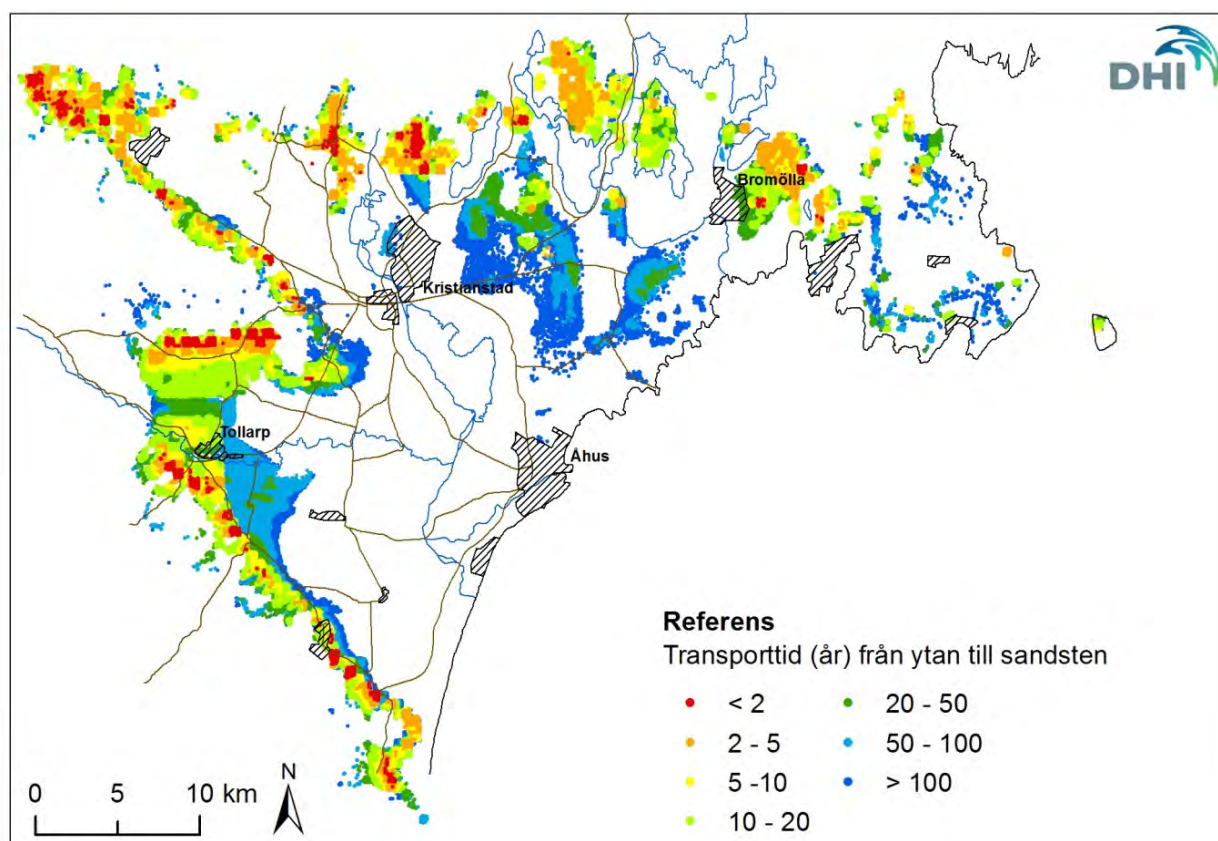 DHI
Bromölla
Kristianstad
Tollarp
Åhus
Referens
Transporttid (år) från ytan till sandsten
< 2
20 - 50
2 - 5
50 - 100
5 -10
> 100
10 - 20
0 5 10 km
N